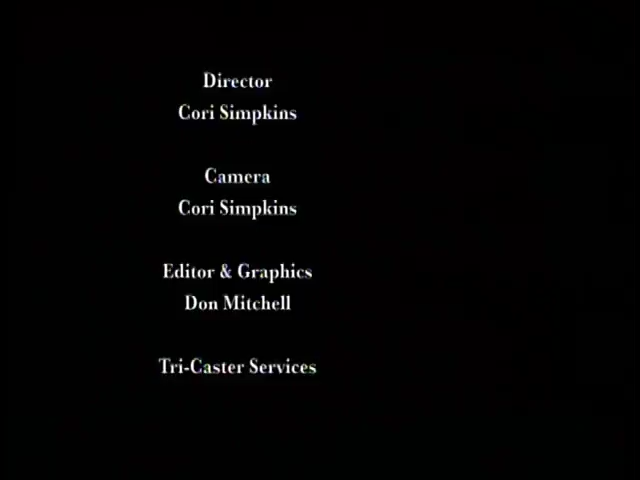 Director
Cori Simpkins
Camera
Cori Simpkins
Editor & Graphics
Don Mitchell
Tri-Caster Services